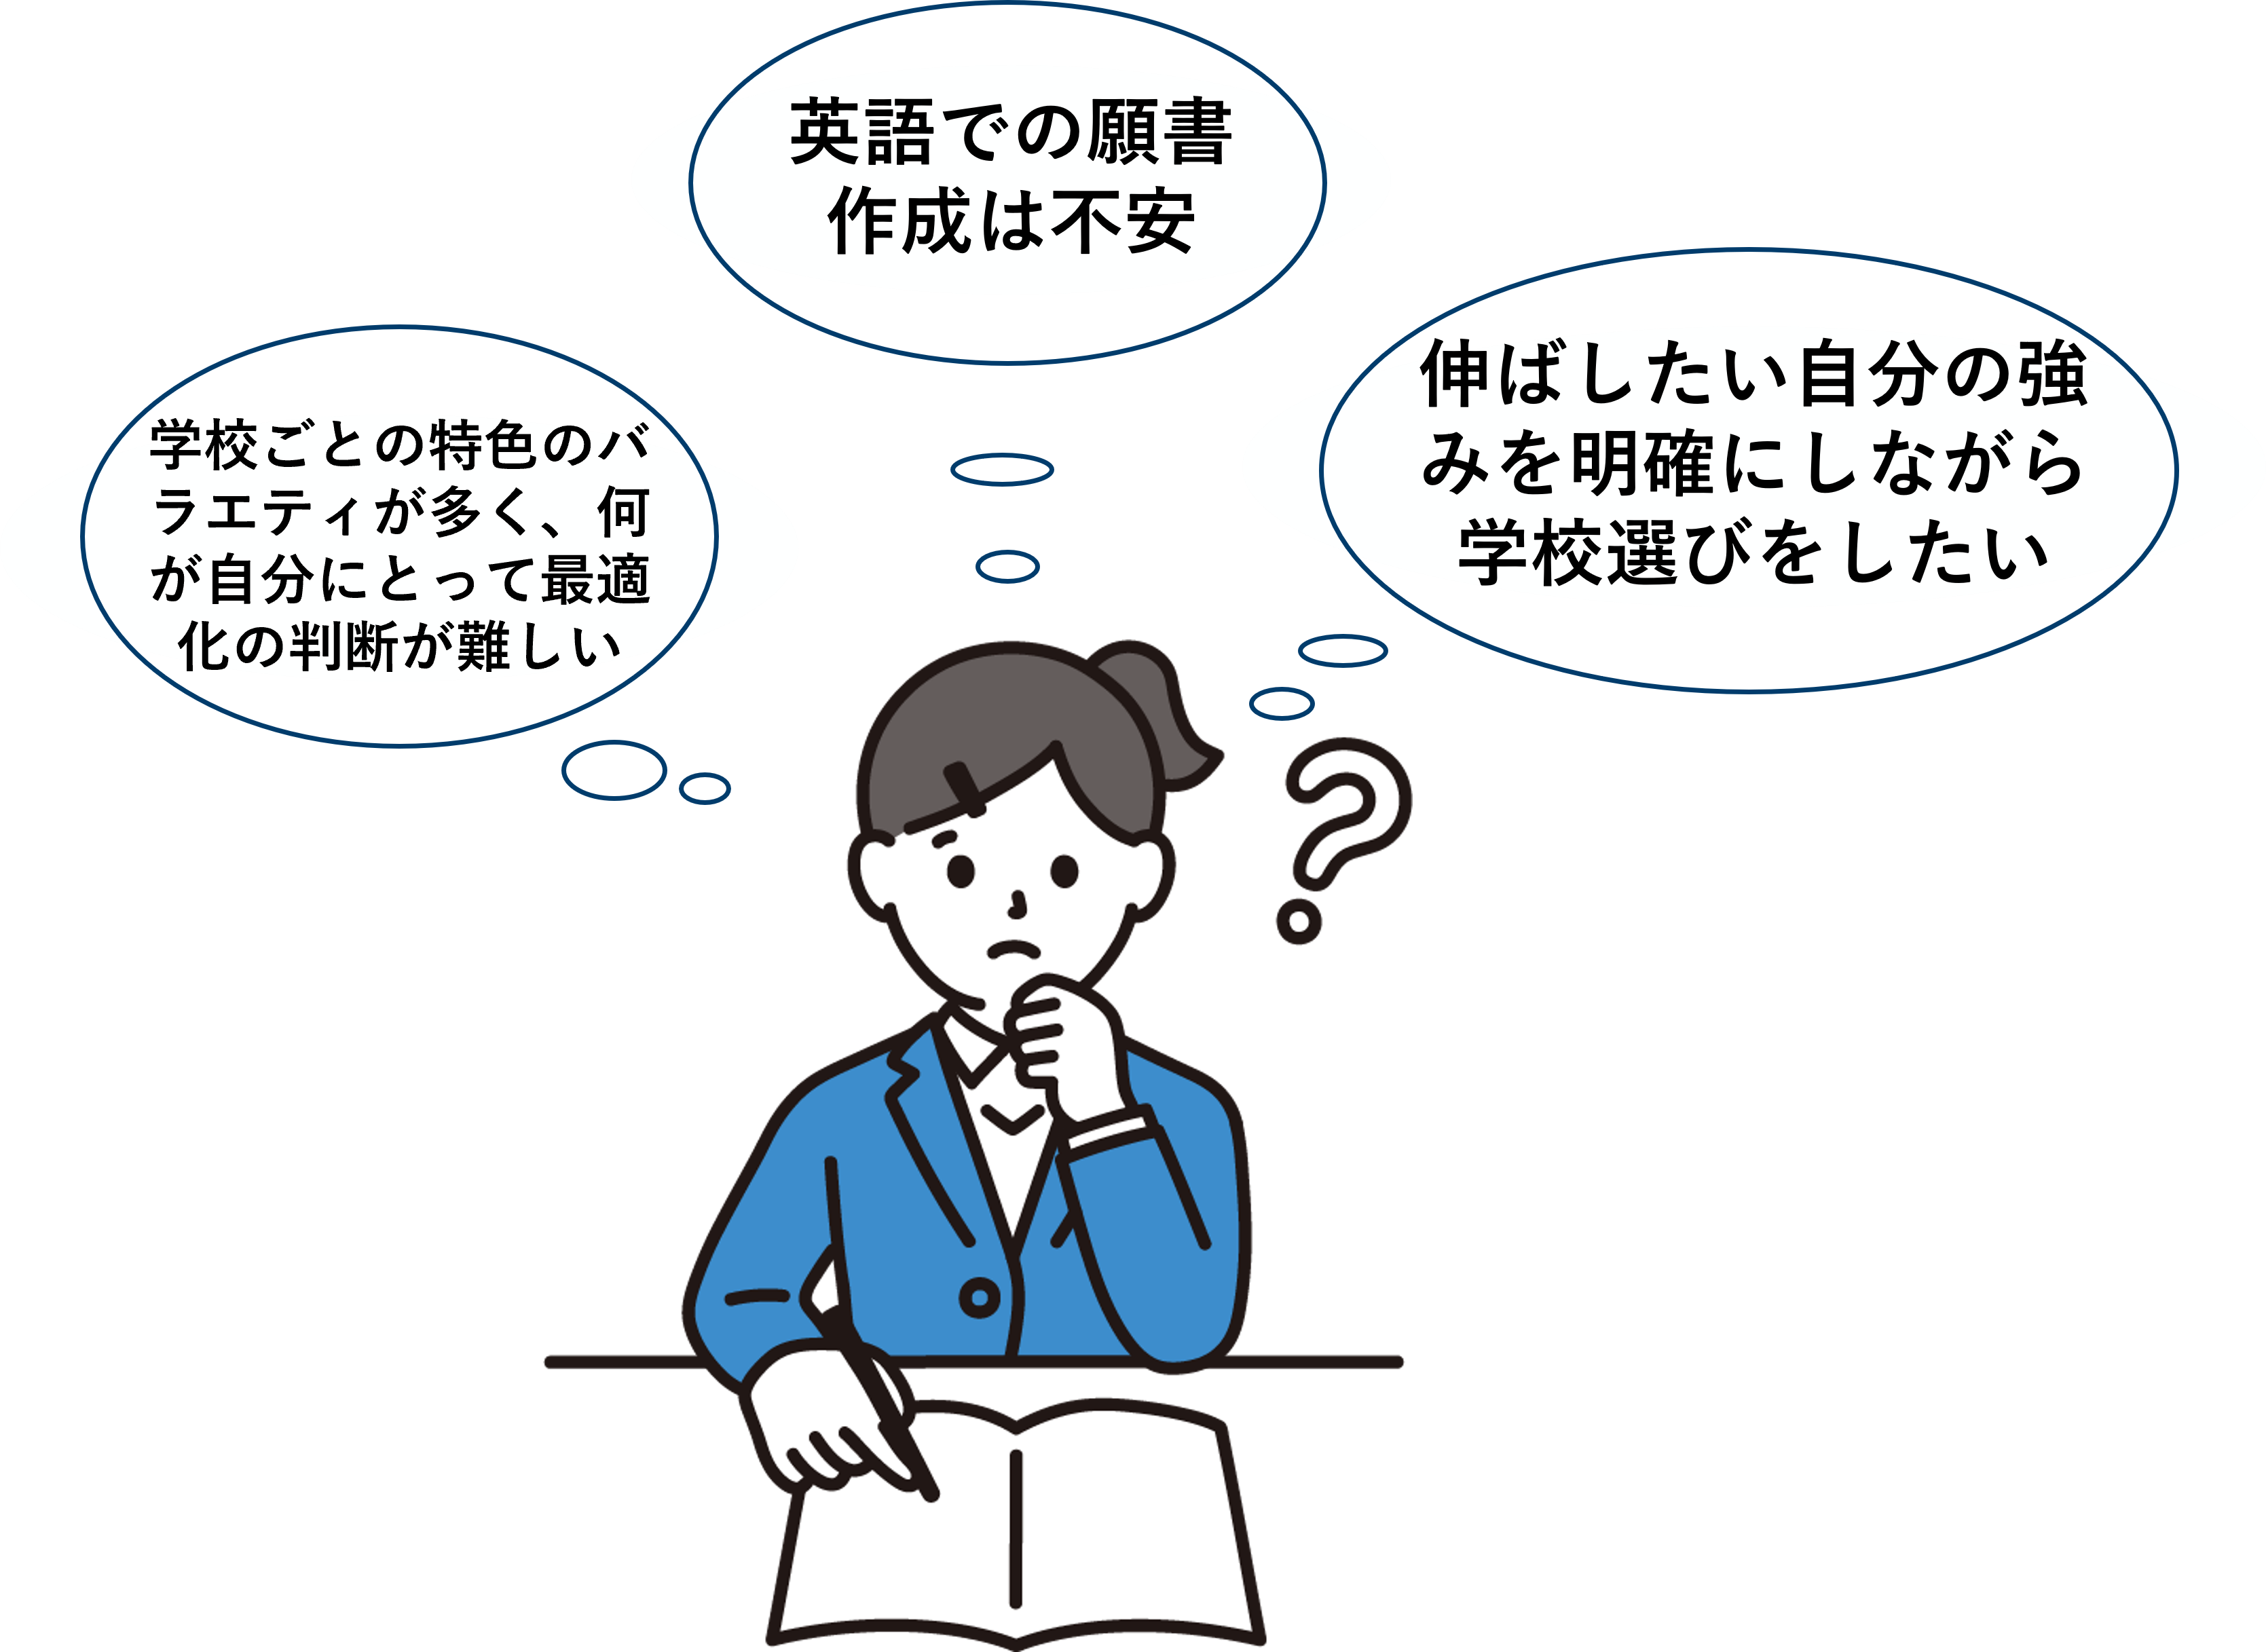 英語での願書
作成は不安
学校ごとの特色のバ
ラエティが多く、何
が自分にとって最適
化の判断が難しい
伸ばしたい自分の強
みを明確にしながら
学校選びをしたい